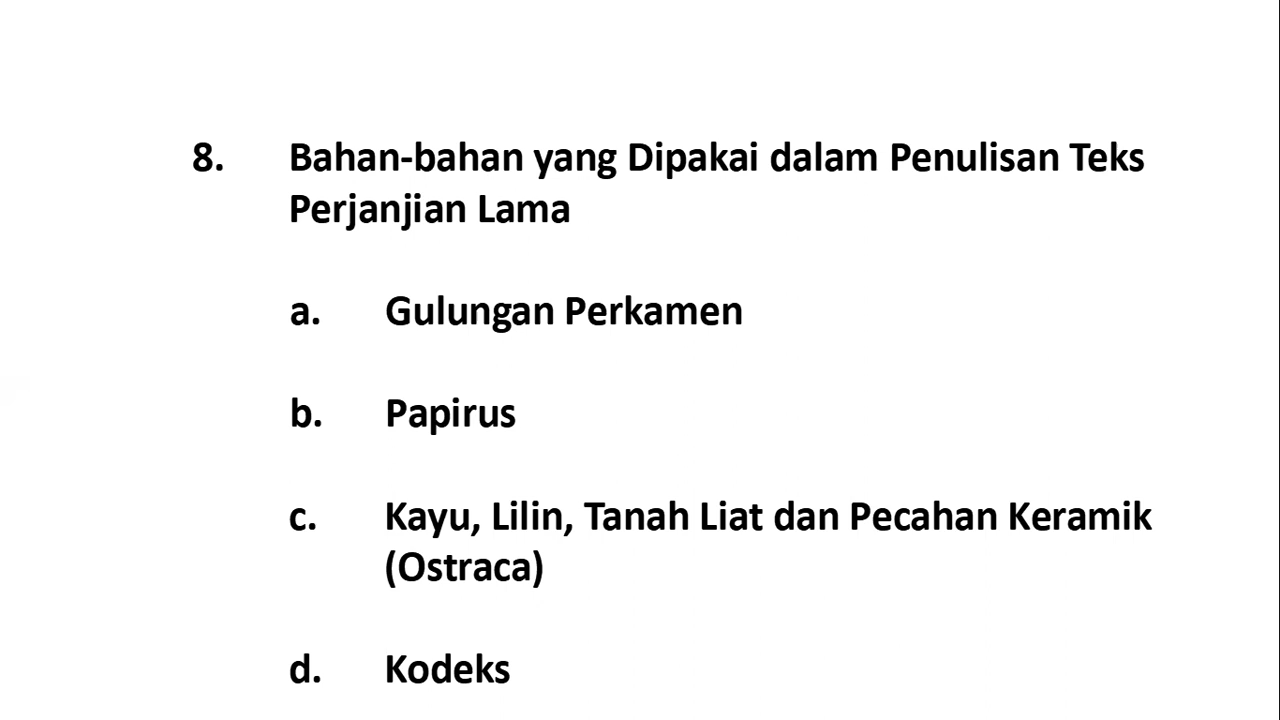 8. Bahan-bahan yang Dipakai dalam Penulisan Teks
Perjanjian Lama
a. Gulungan Perkamen
b. Papirus
c. Kayu, Lilin, Tanah Liat dan Pecahan Keramik
(Ostraca)
d. Kodeks